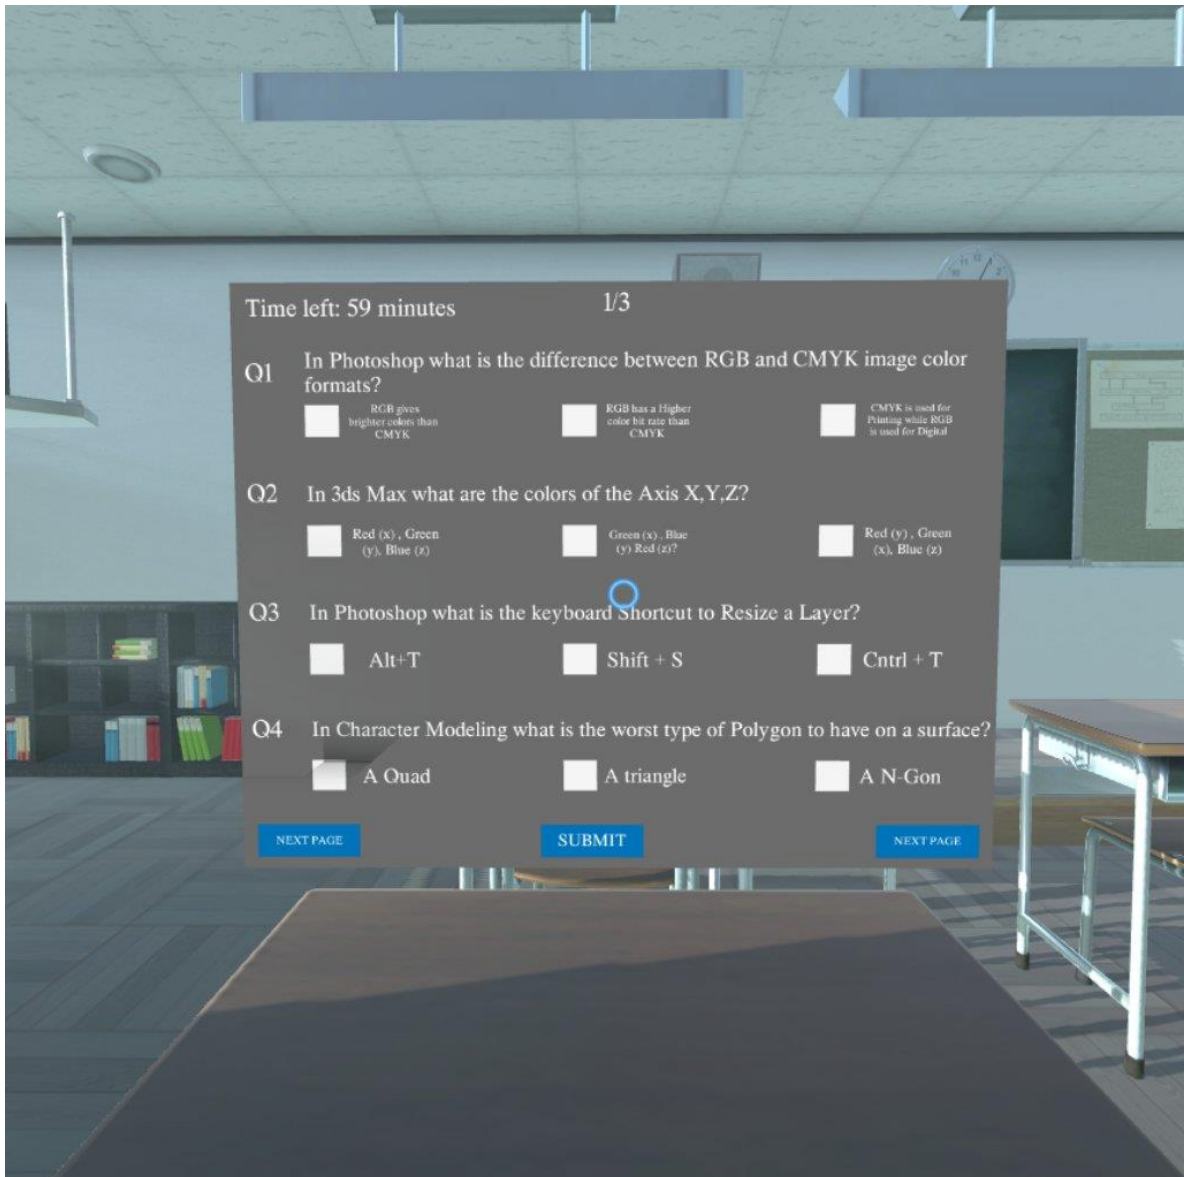 Time left: 59 minutes
1/3
Q1
In Photoshop what is the difference between RGB and CMYK image color
formats?
RGB gives
brighter colors than
CMYK
RGB has a Higher
color bit rate than
CMYK
CMYK is used for
Printing while RGB
is used for Digital
Q2
In 3ds Max what are the colors of the Axis X,Y,Z?
Red (x) , Green
(y), Blue (z)
Green (x) , Blue
(y) Red (z)?
Red (y) , Green
(x), Blue (z)
Q3
In Photoshop what is the keyboard Shortcut to Resize a Layer?
Alt+T
Shift + S
Cntrl + T
Q4
In Character Modeling what is the worst type of Polygon to have on a surface?
A Quad
A triangle
A N-Gon
NEXT PAGE
SUBMIT
NEXT PAGE